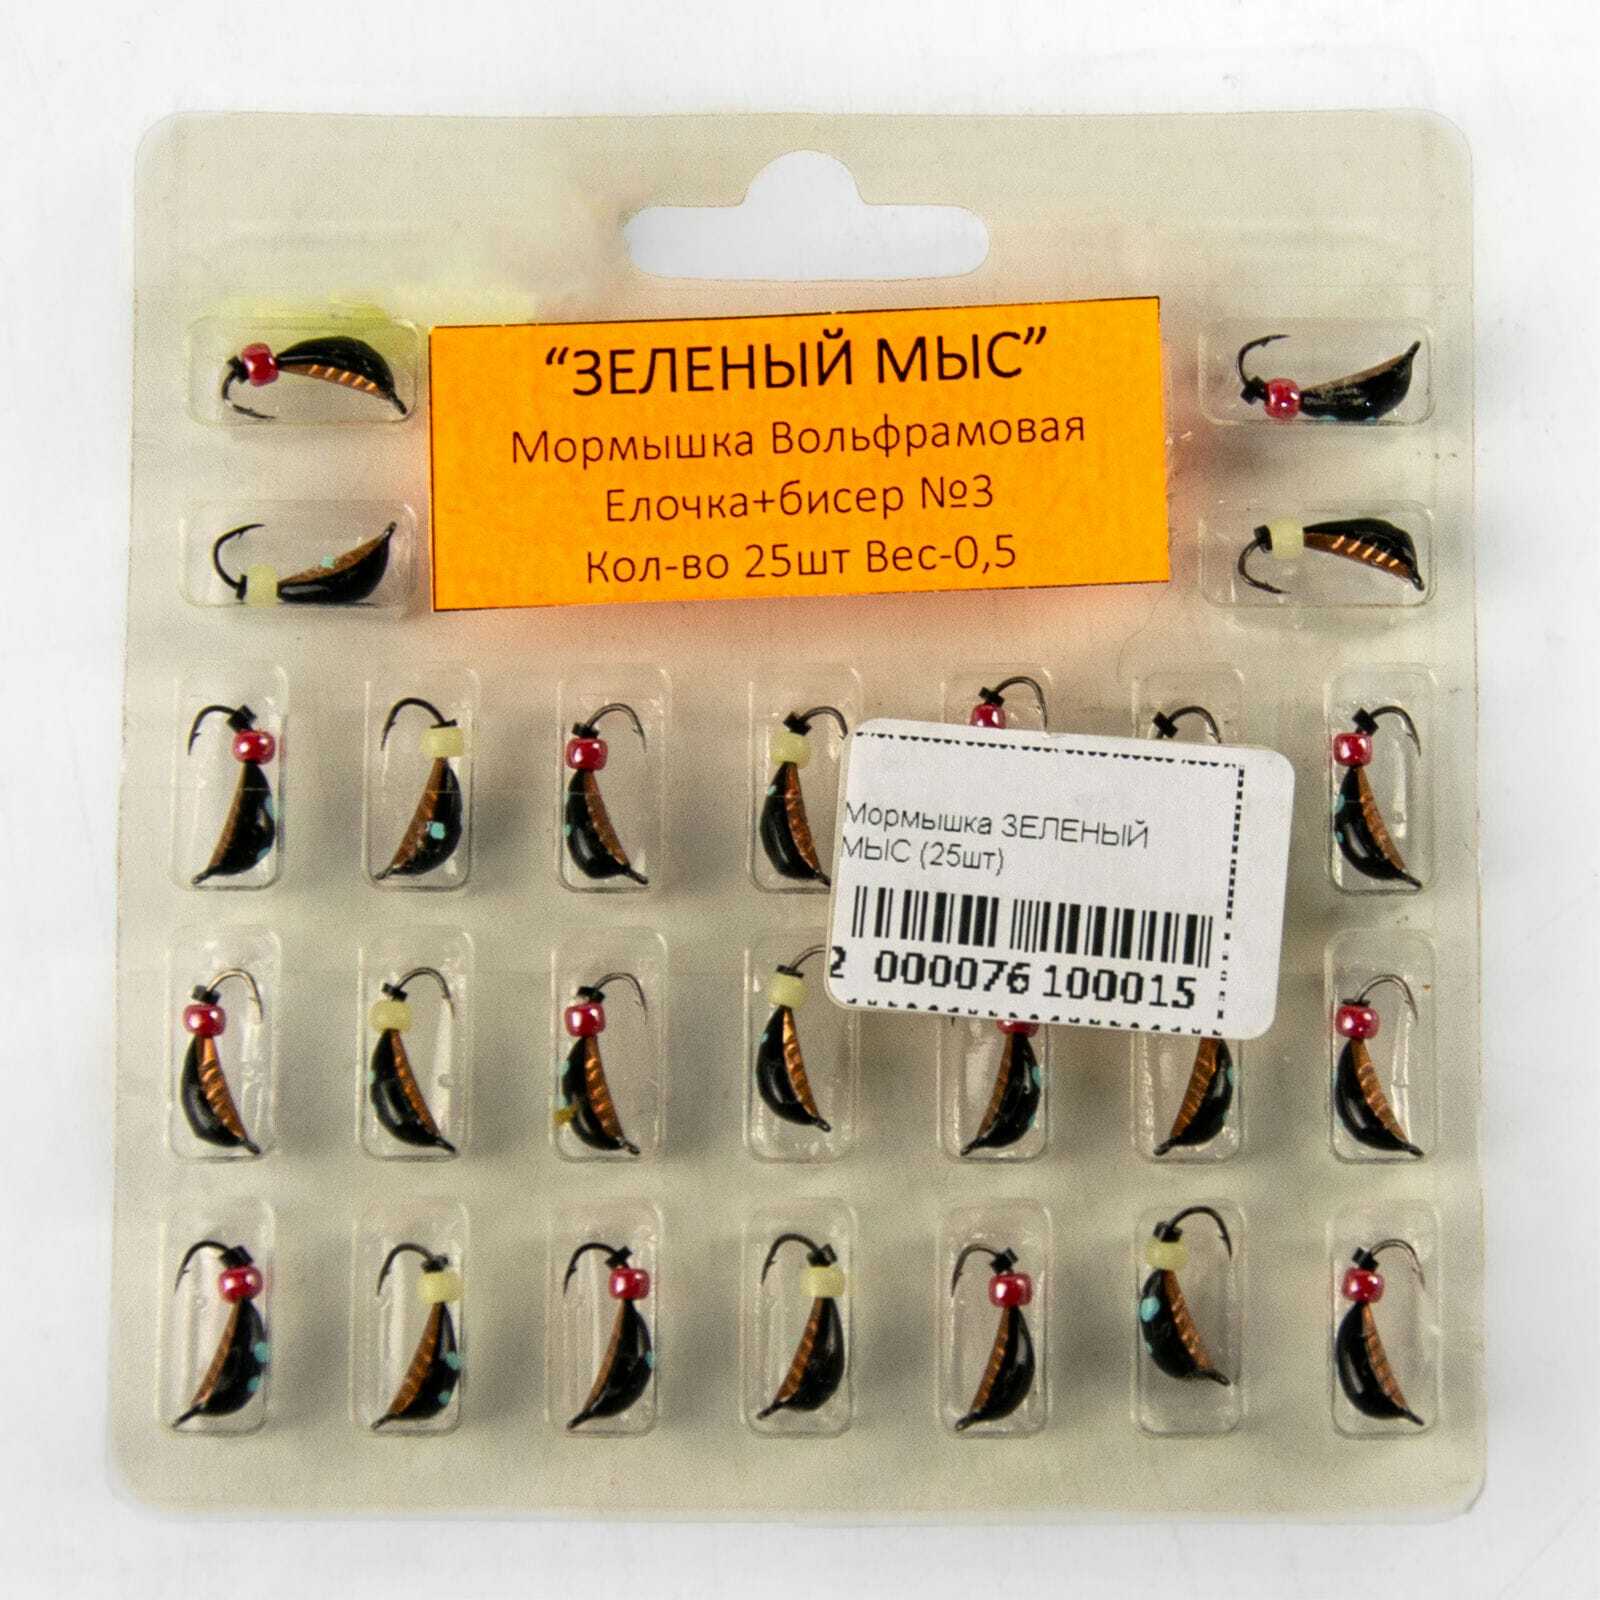 “ЗЕЛЕНЫЙ МЫС”
Мормышка Вольфрамовая
Елочка+бисер №3
Кол-во 25шт Вес-0,5
Мормышка ЗЕЛЕНЫЙ
МЫС (25шт)
2 000076 100015